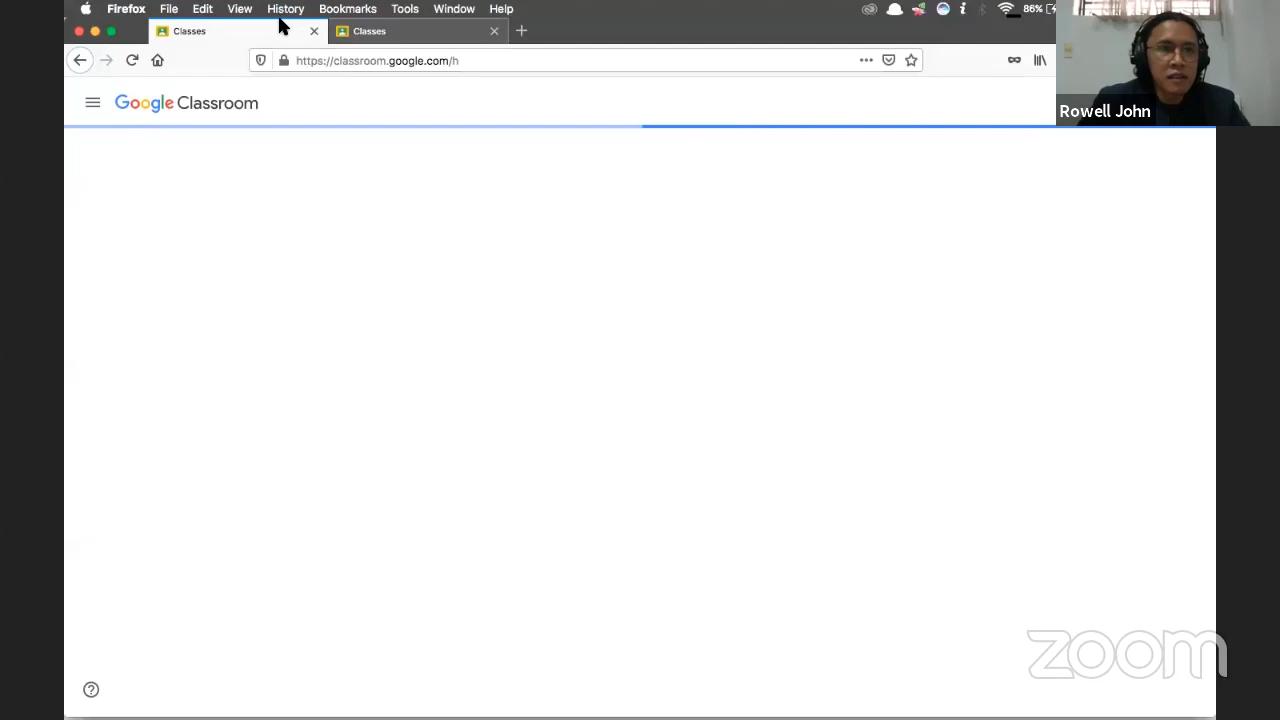 Firefox File Edit View History Bookmarks Tools Window Help
86%
Classes
Classes
https://classroom.google.com/h
Google Classroom
Rowell John
zoom